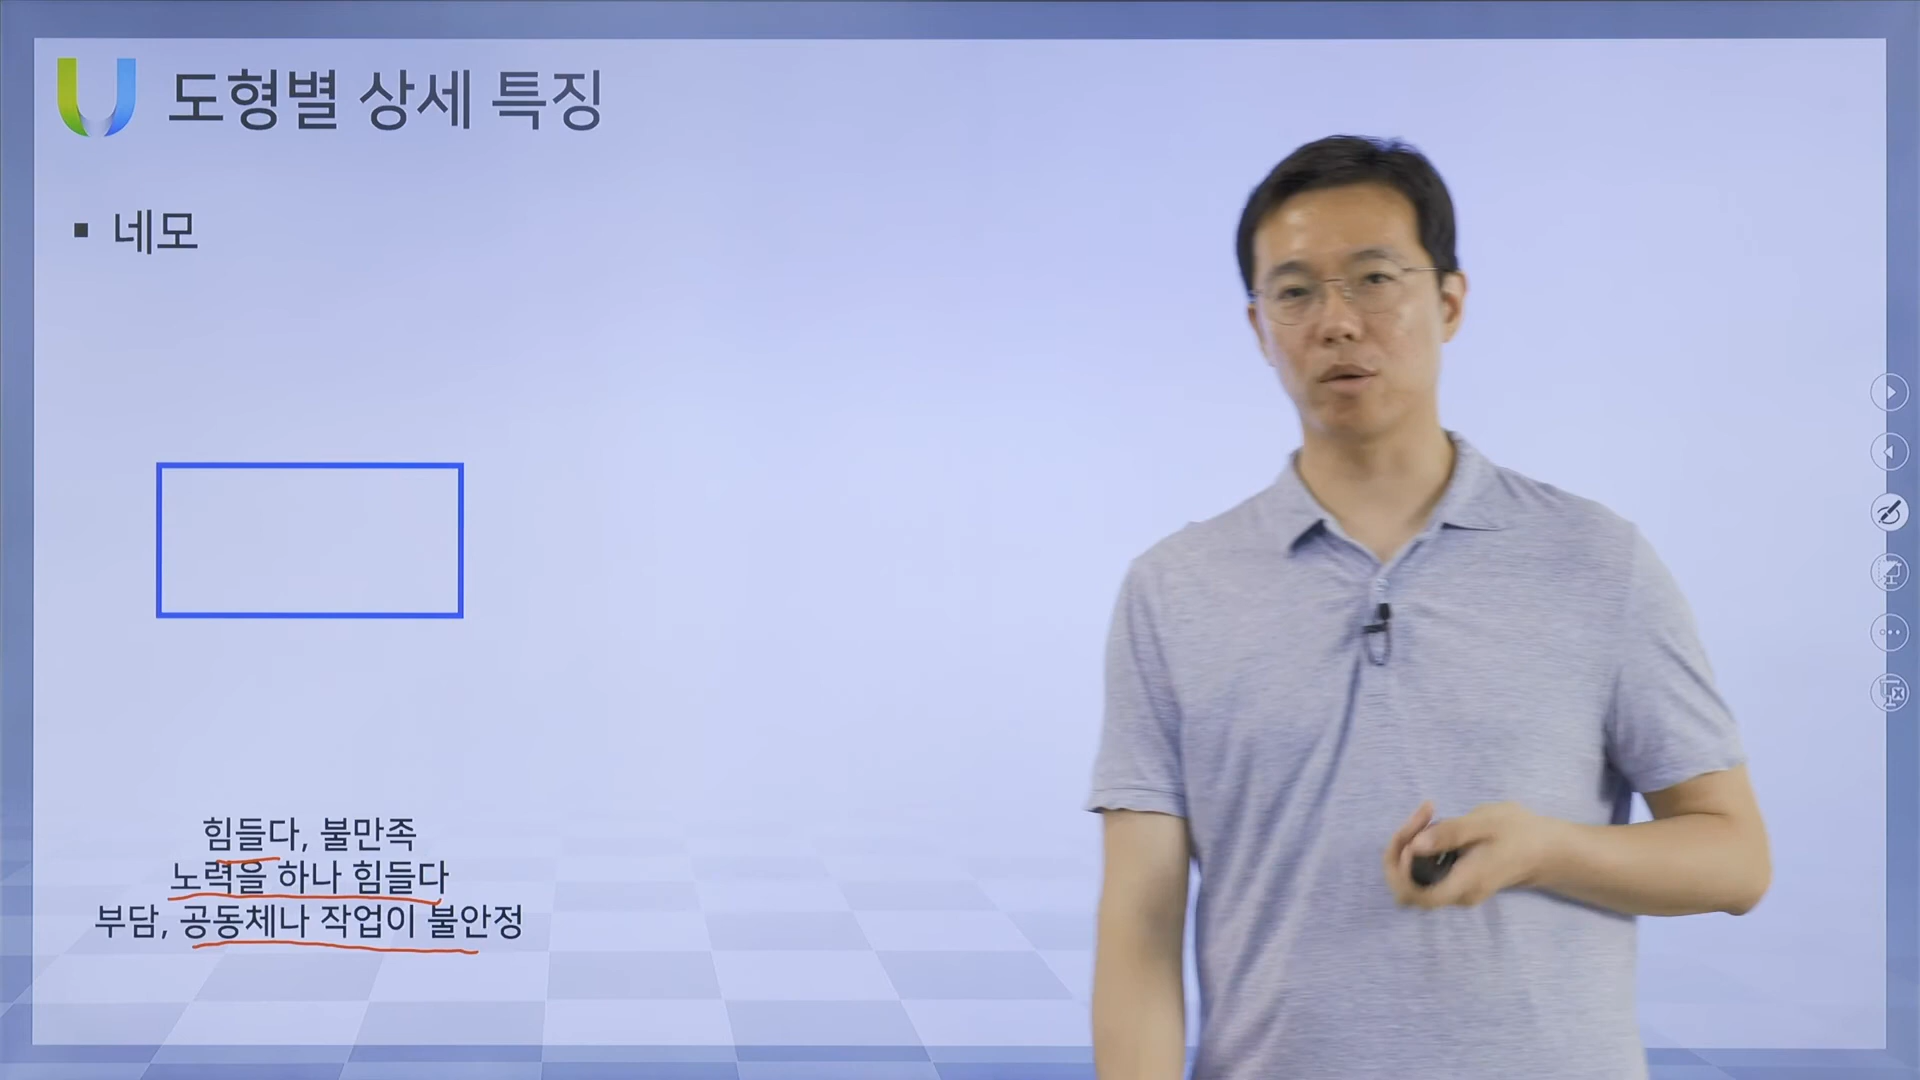 도형별 상세 특징
▪ 네모
힘들다, 불만족
노력을 하나 힘들다
부담, 공동체나 작업이 불안정